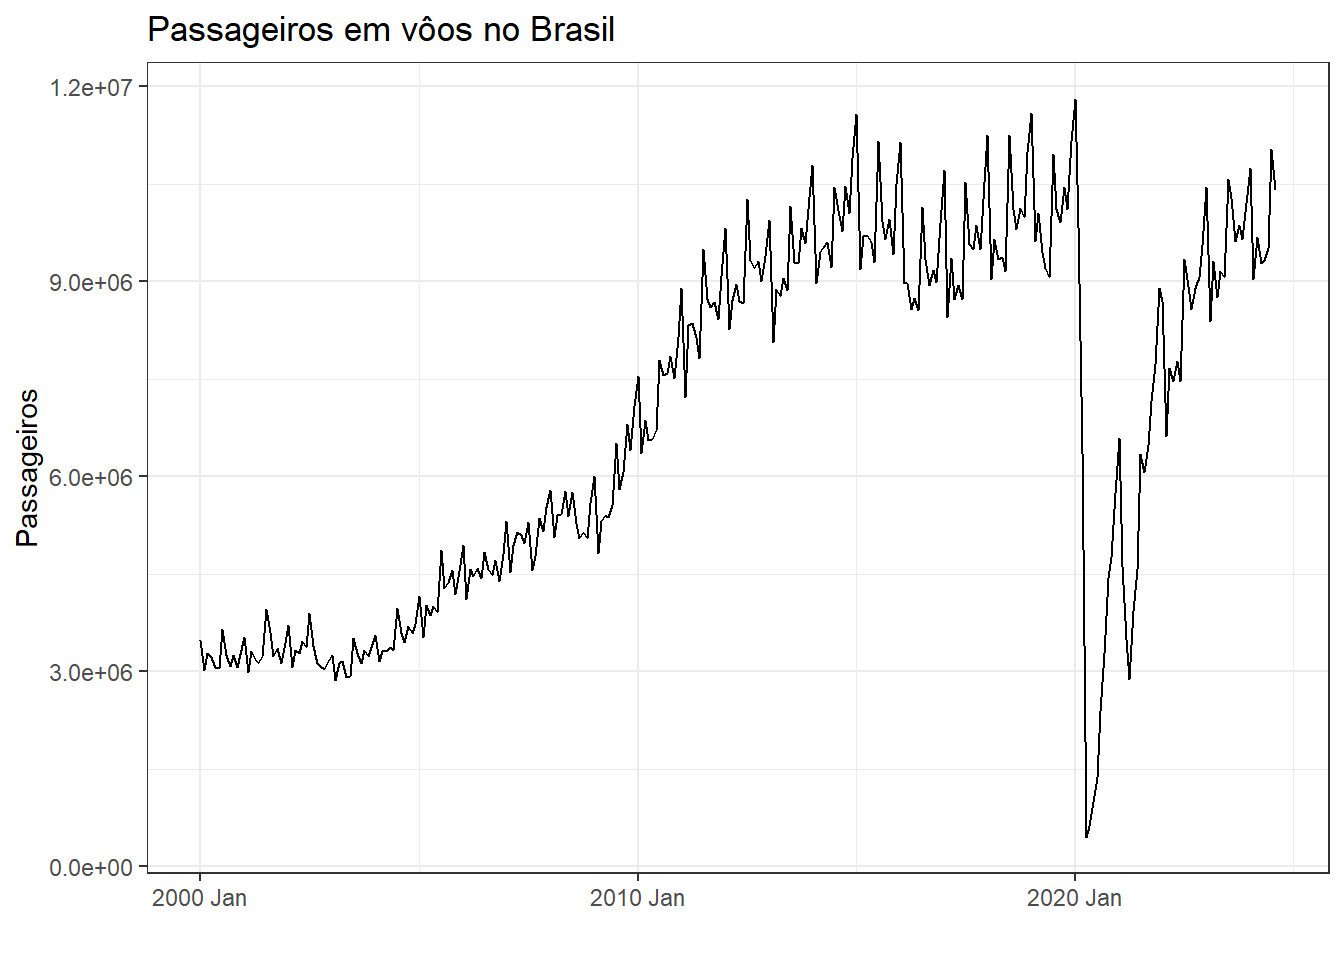 Passageiros em vôos no Brasil
1.2e+07
9.0e+06
6.0e+06
3.0e+06
0.0e+00
Passageiros
2000 Jan
2010 Jan
2020 Jan